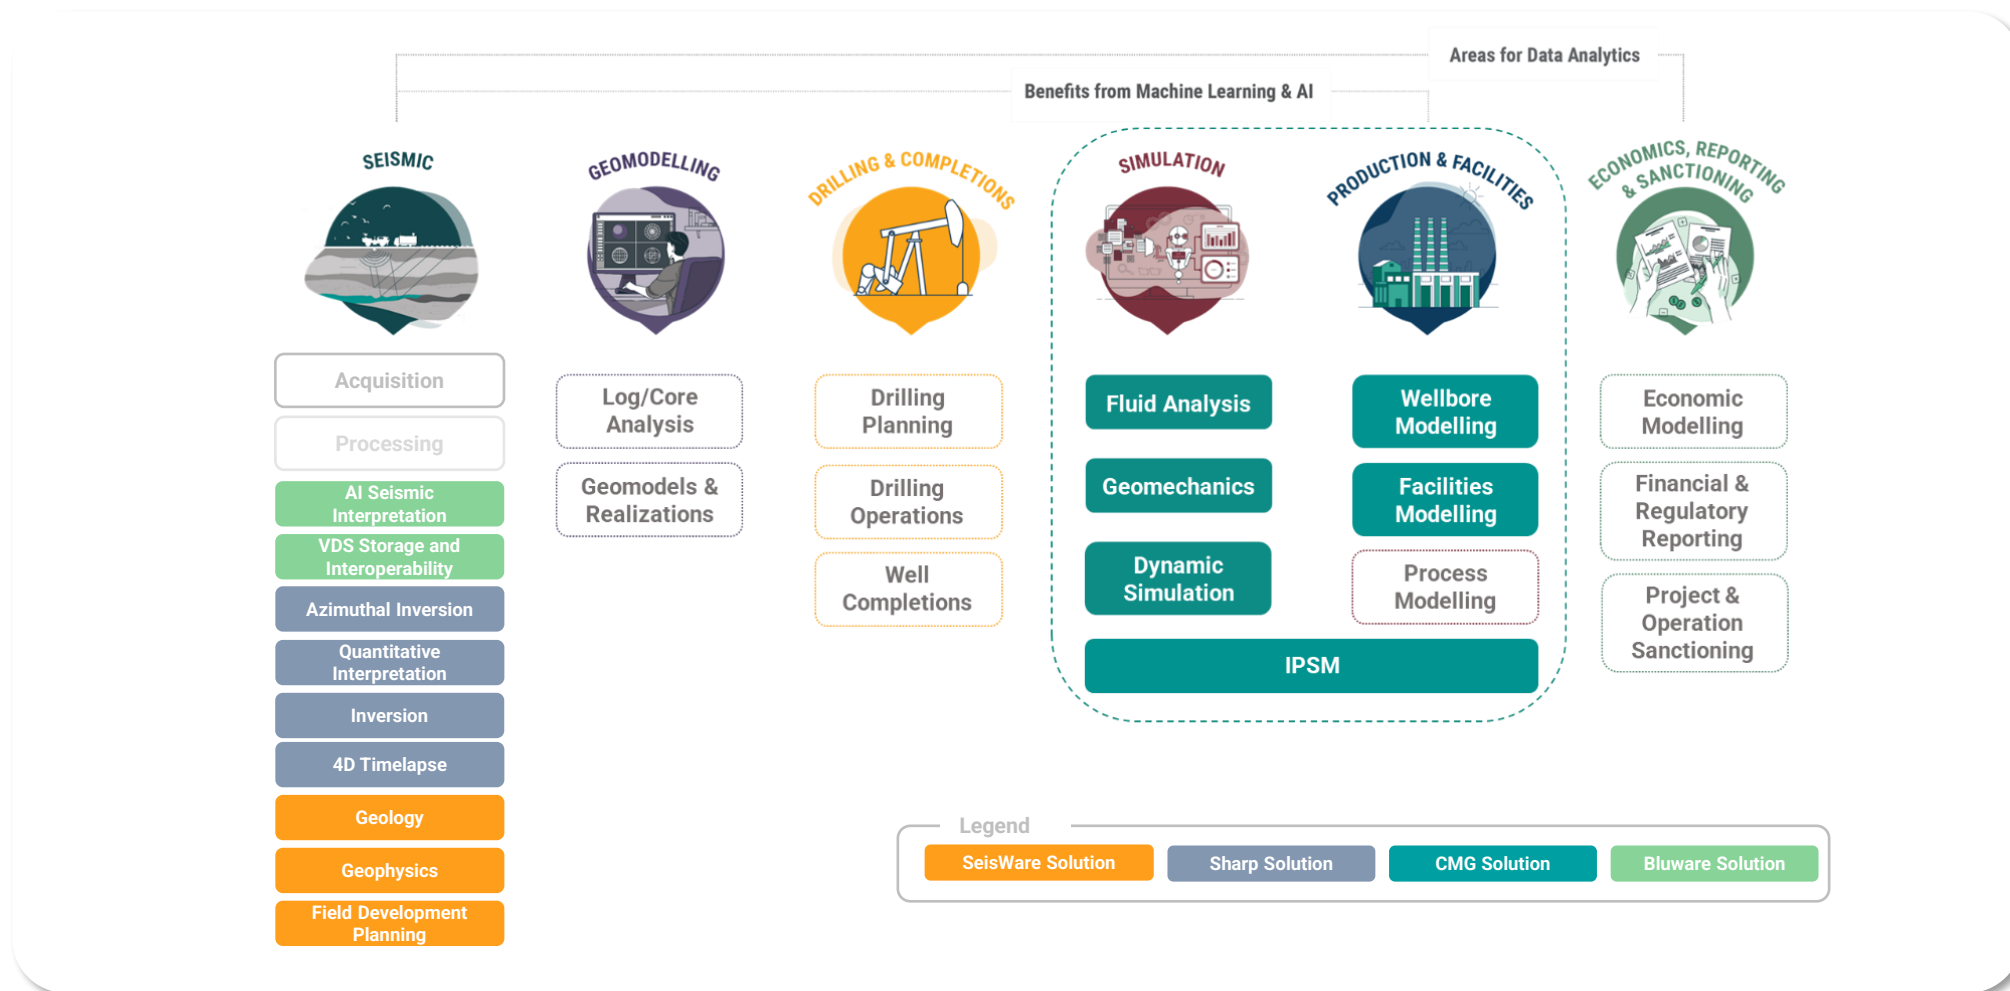 Areas for Data Analytics
Benefits from Machine Learning & AI
SEISMIC
GEOMODELLING
DRILLING & COMPLETIONS
SIMULATION
PRODUCTION & FACILITIES
ECONOMICS, REPORTING
& SANCTIONING
Acquisition
Processing
AI Seismic
Interpretation
VDS Storage and
Interoperability
Azimuthal Inversion
Quantitative
Interpretation
Inversion
4D Timelapse
Geology
Geophysics
Field Development
Planning
Log/Core
Analysis
Geomodels &
Realizations
Drilling
Planning
Drilling
Operations
Well
Completions
Fluid Analysis
Geomechanics
Dynamic
Simulation
Wellbore
Modelling
Facilities
Modelling
Process
Modelling
IPSM
Economic
Modelling
Financial &
Regulatory
Reporting
Project &
Operation
Sanctioning
Legend
SeisWare Solution
Sharp Solution
CMG Solution
Bluware Solution